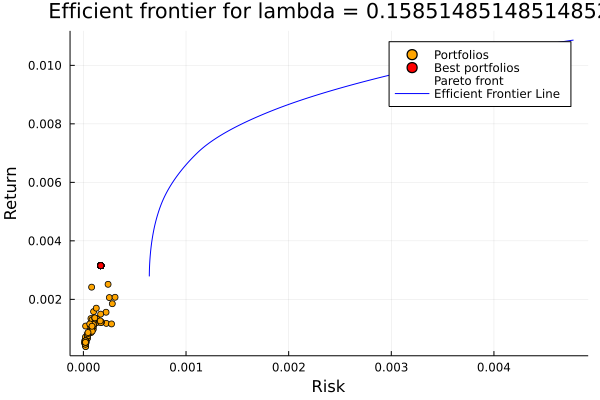 Efficient frontier for lambda = 0.1585148514851485
Portfolios
Best portfolios
Pareto front
Efficient Frontier Line
Return
0.010
0.008
0.006
0.004
0.002
0.000
0.001
0.002
0.003
0.004
Risk